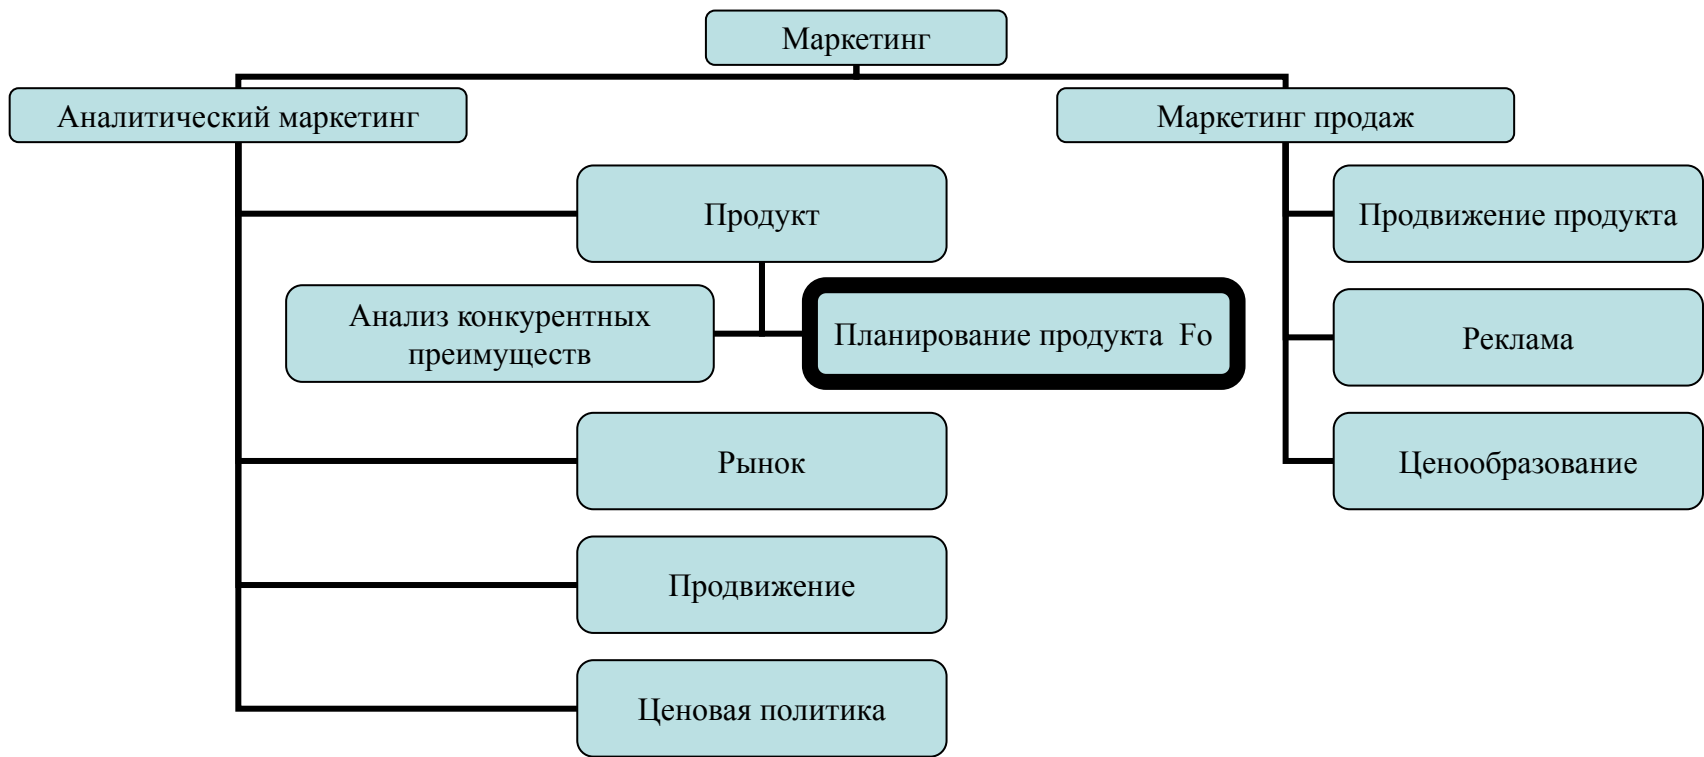 Маркетинг
Аналитический маркетинг
Маркетинг продаж
Продукт
Продвижение продукта
Анализ конкурентных
преимуществ
Планирование продукта Fo
Реклама
Рынок
Ценообразование
Продвижение
Ценовая политика